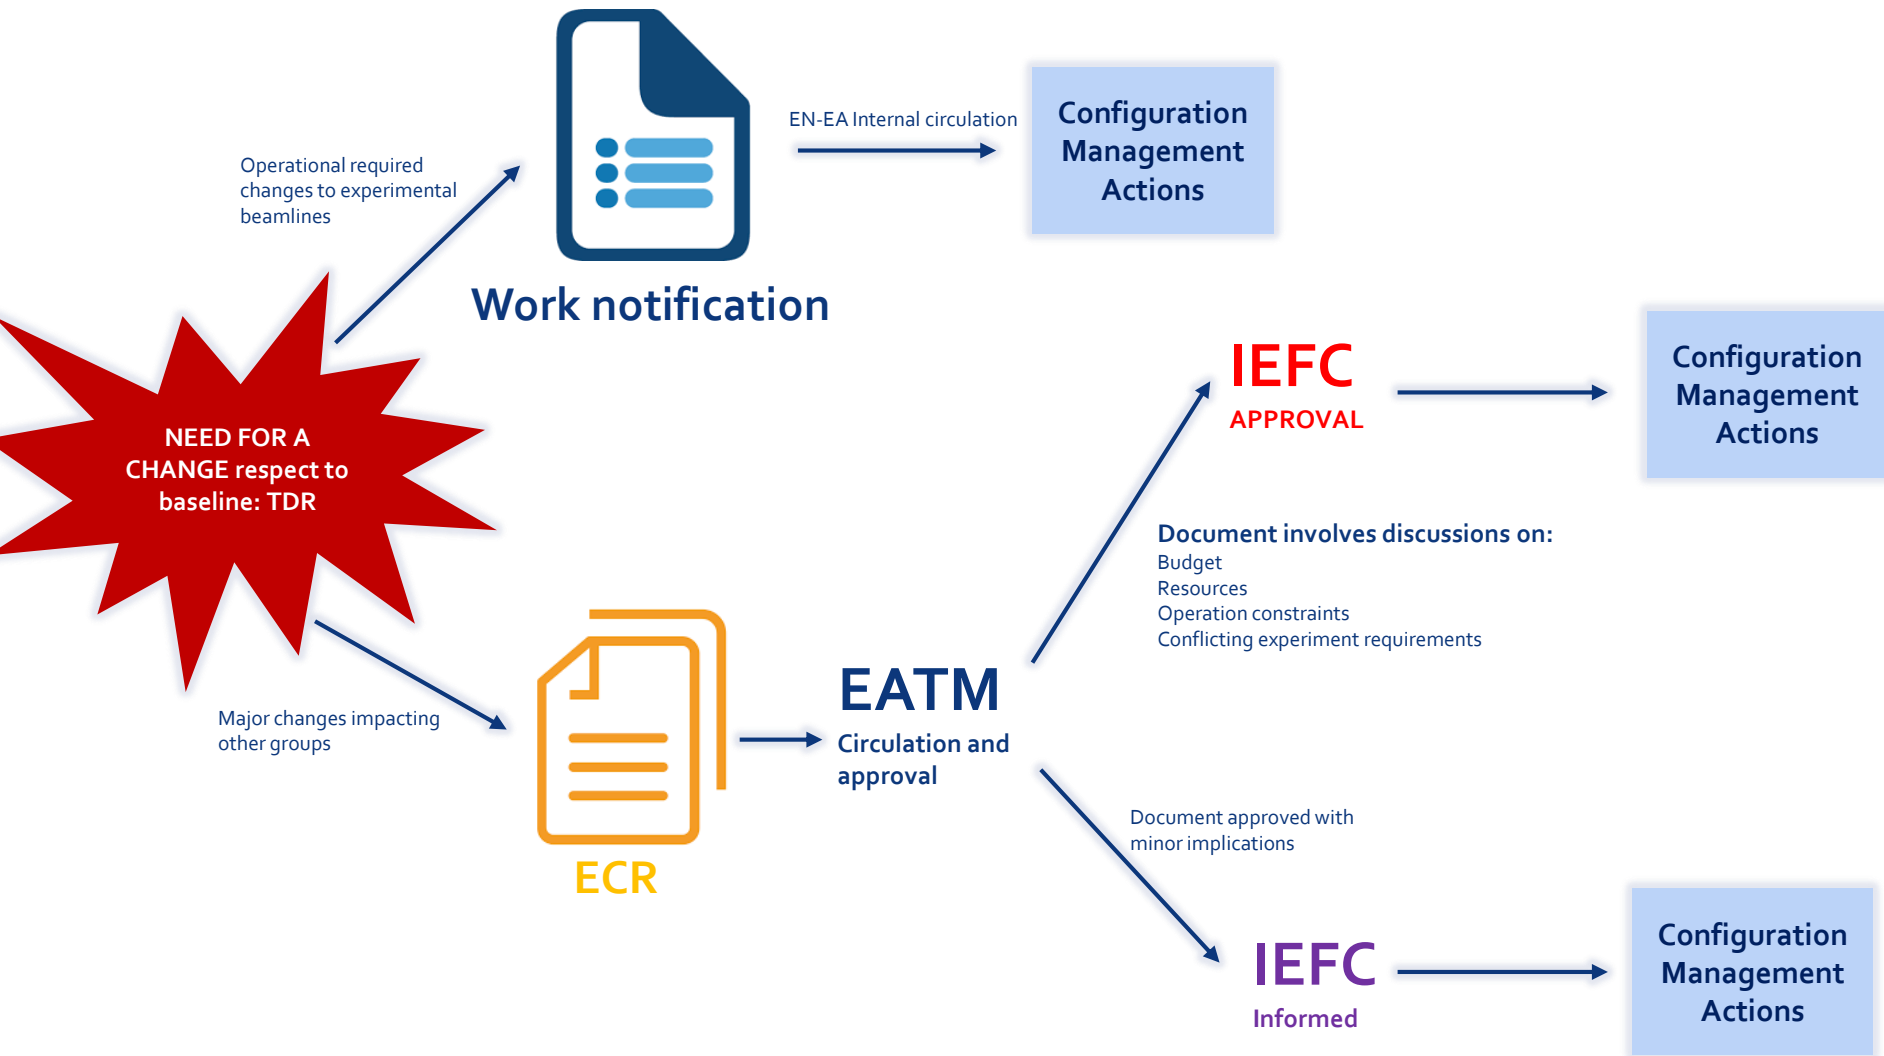 EN-EA Internal circulation
Configuration
Management
Actions
Operational required
changes to experimental
beamlines
Work notification
NEED FOR A
CHANGE respect to
baseline: TDR
IEFC
APPROVAL
Configuration
Management
Actions
Document involves discussions on:
Budget
Resources
Operation constraints
Conflicting experiment requirements
Major changes impacting
other groups
ECR
EATM
Circulation and
approval
Document approved with
minor implications
IEFC
Informed
Configuration
Management
Actions